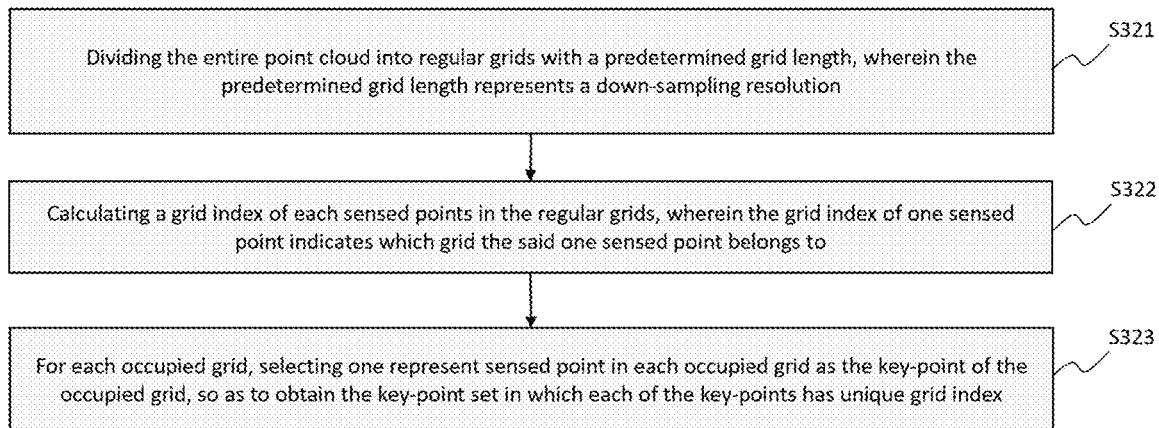 S321
Dividing the entire point cloud into regular grids with a predetermined grid length, wherein the
predetermined grid length represents a down-sampling resolution
S322
Calculating a grid index of each sensed points in the regular grids, wherein the grid index of one sensed
point indicates which grid the said one sensed point belongs to
S323
For each occupied grid, selecting one represent sensed point in each occupied grid as the key-point of the
occupied grid, so as to obtain the key-point set in which each of the key-points has unique grid index